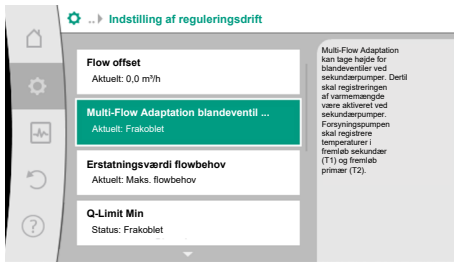 ..▸ Indstilling af reguleringsdrift
Flow offset
Aktuelt: 0,0 m³/h
Multi-Flow Adaptation blandeventil ...
Aktuelt: Frakoblet
Erstatningsværdi flowbehov
Aktuelt: Maks. flowbehov
Q-Limit Min
Status: Frakoblet
Multi-Flow Adaptation
kan tage højde for
blandeventiler ved
sekundærpumper. Dertil
skal registreringen
af varmemængde
være aktiveret ved
sekundærpumper.
Forsyningspumpen
skal registrere
temperaturer i
fremløb sekundær
(T1) og fremløb
primær (T2).